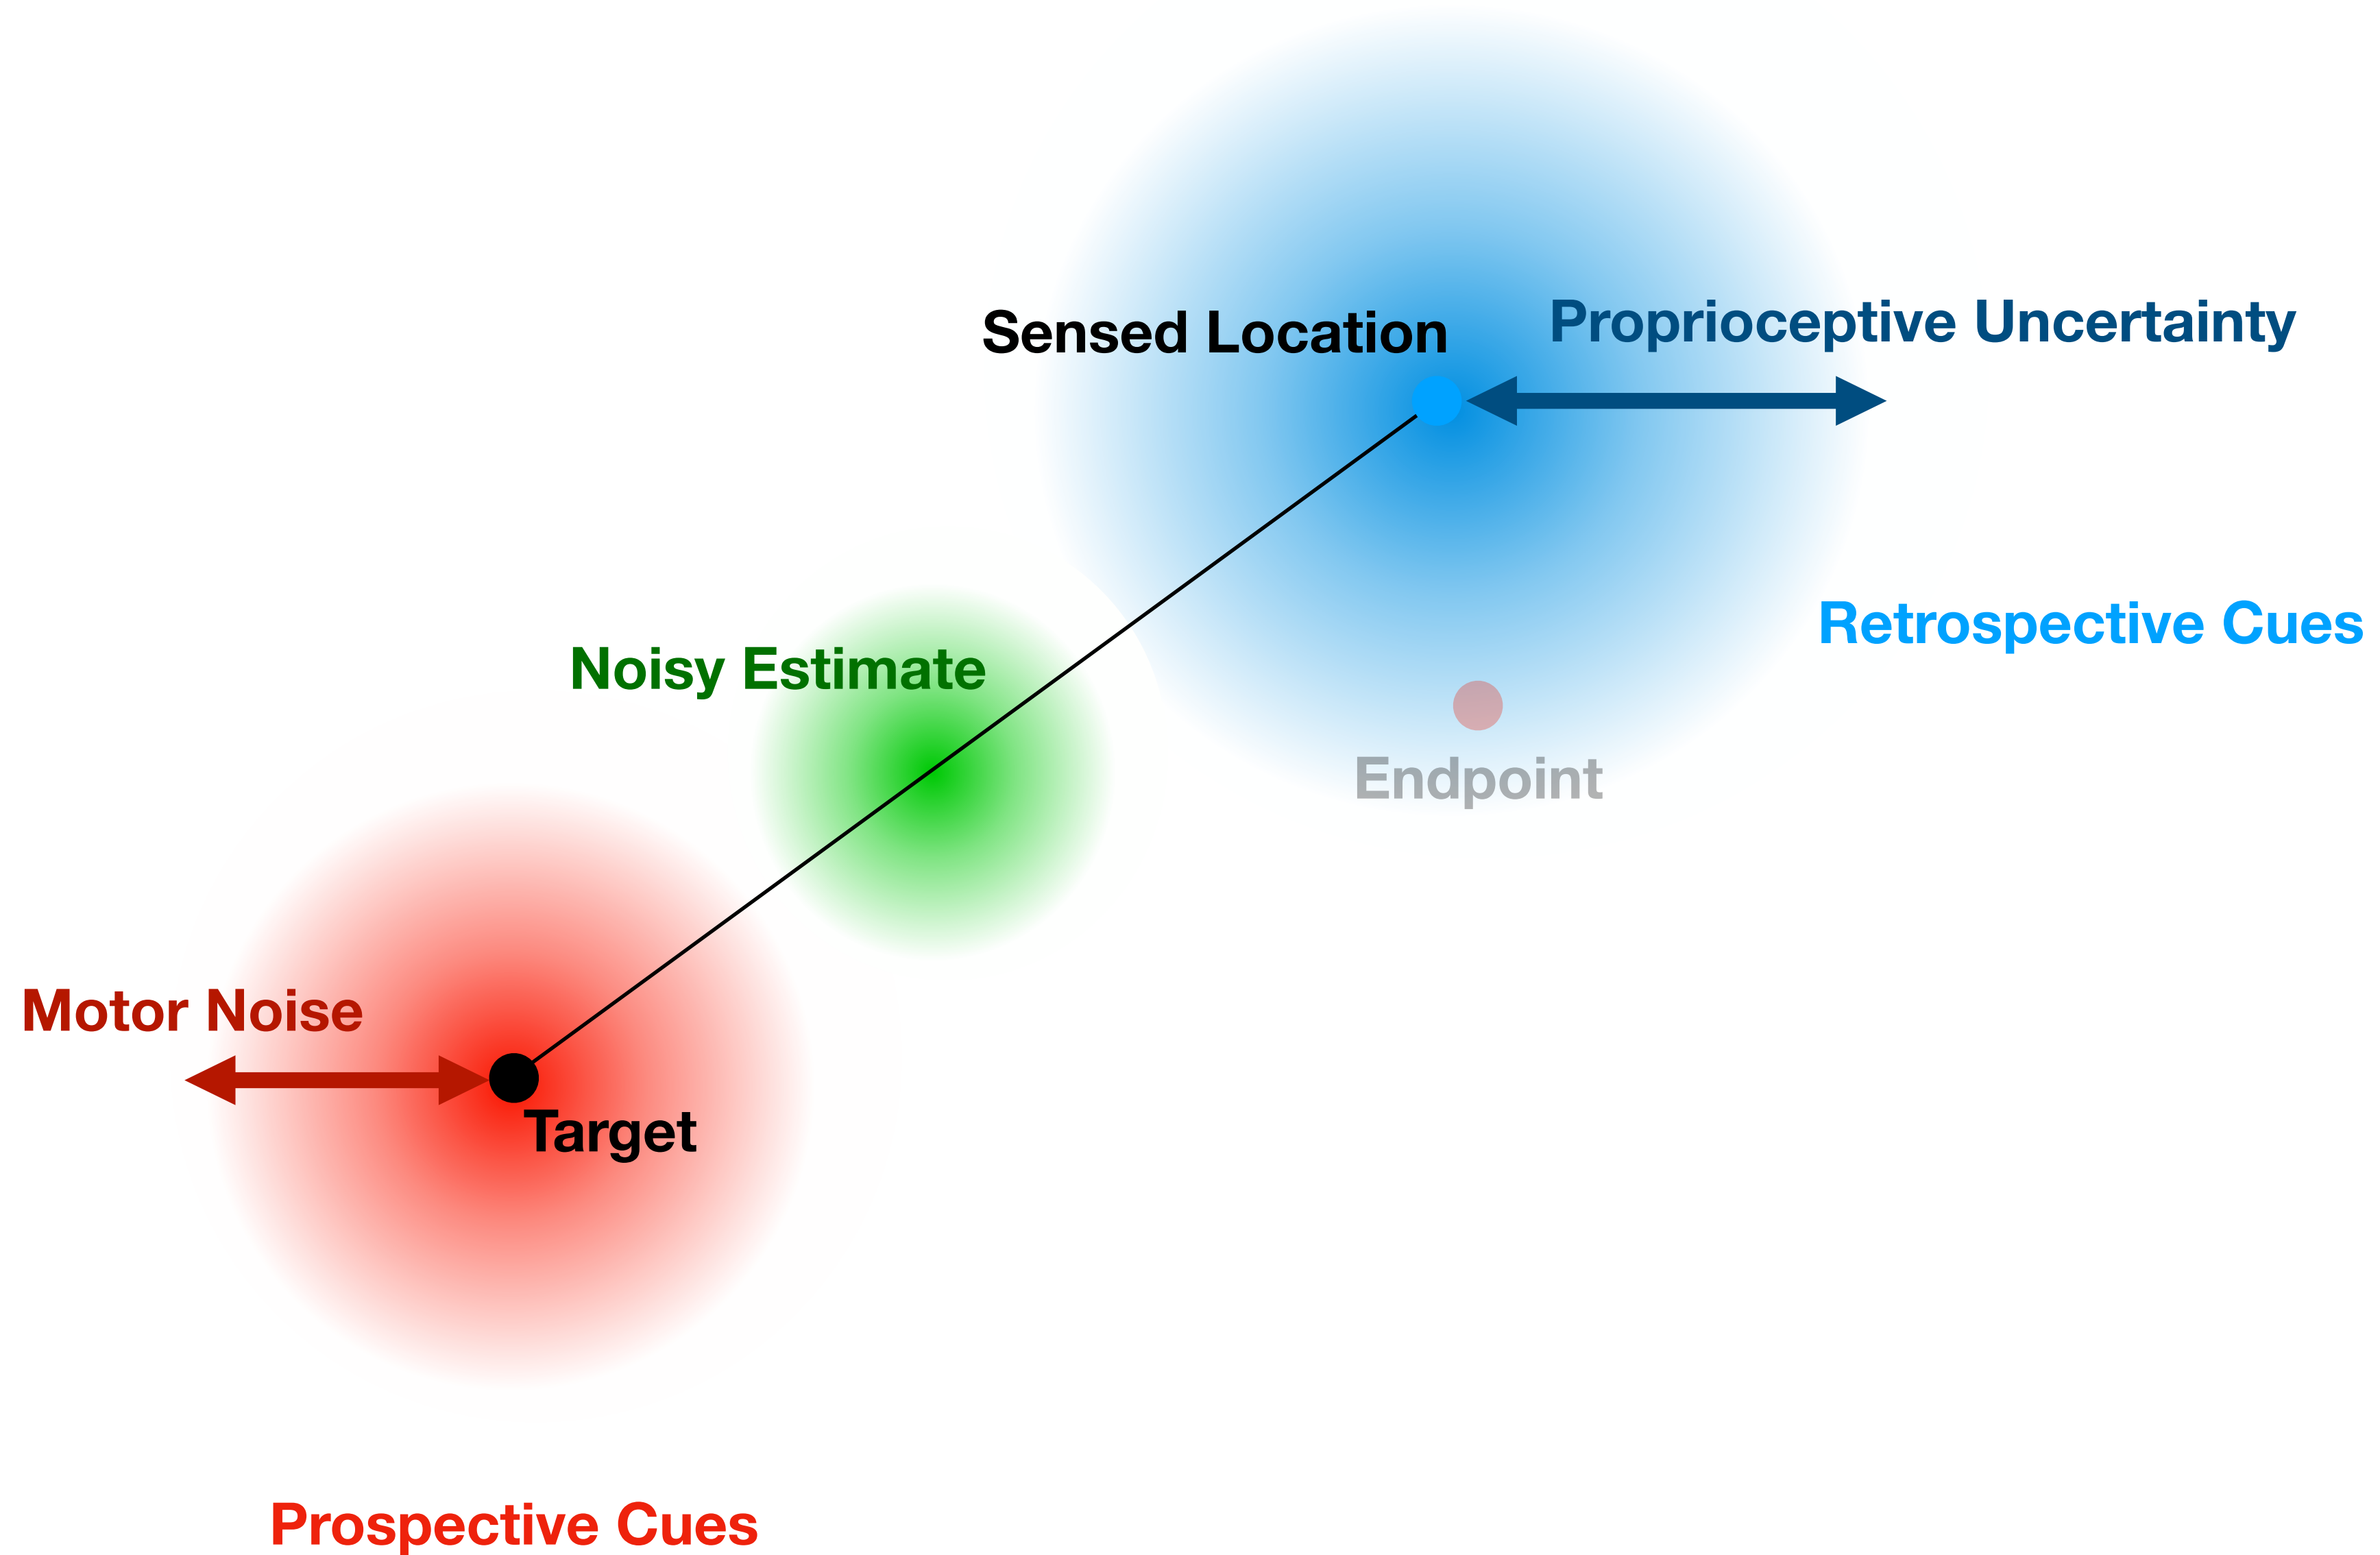 Proprioceptive Uncertainty
Sensed Location
Retrospective Cues
Noisy Estimate
Endpoint
Motor Noise
Target
Prospective Cues